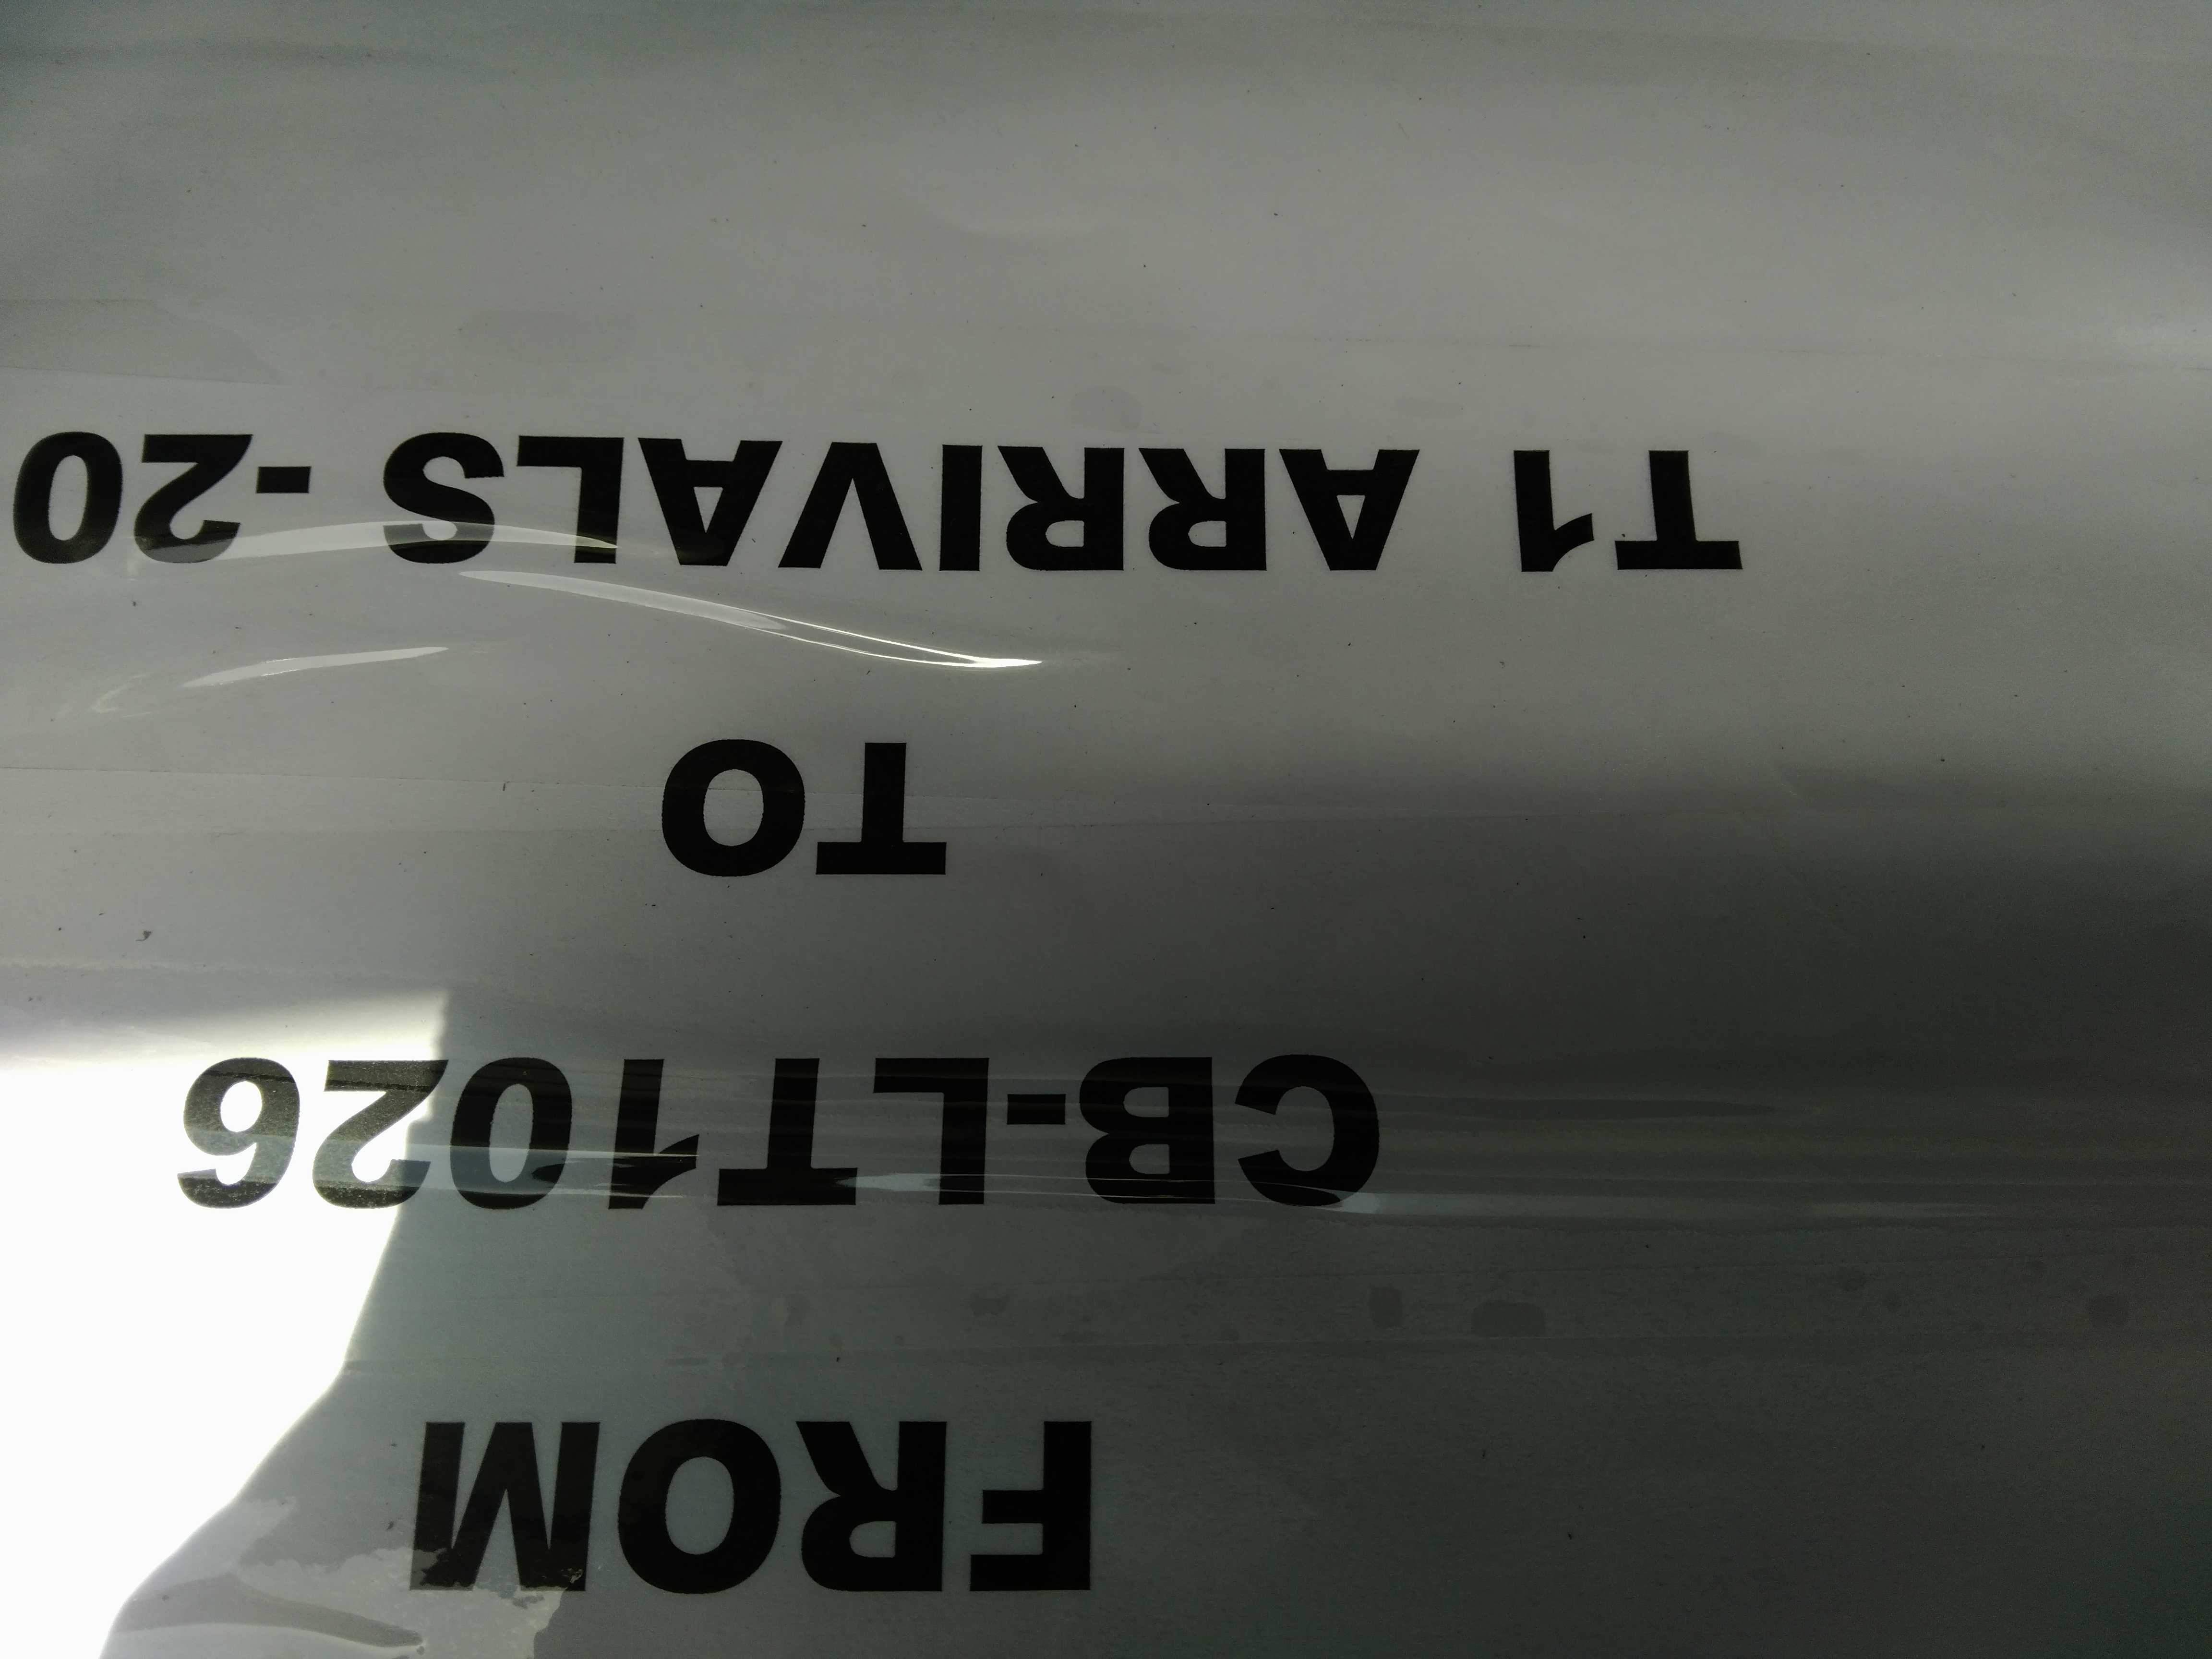 FROM
CB-LT1026
TO
T1 ARRIVALS -20